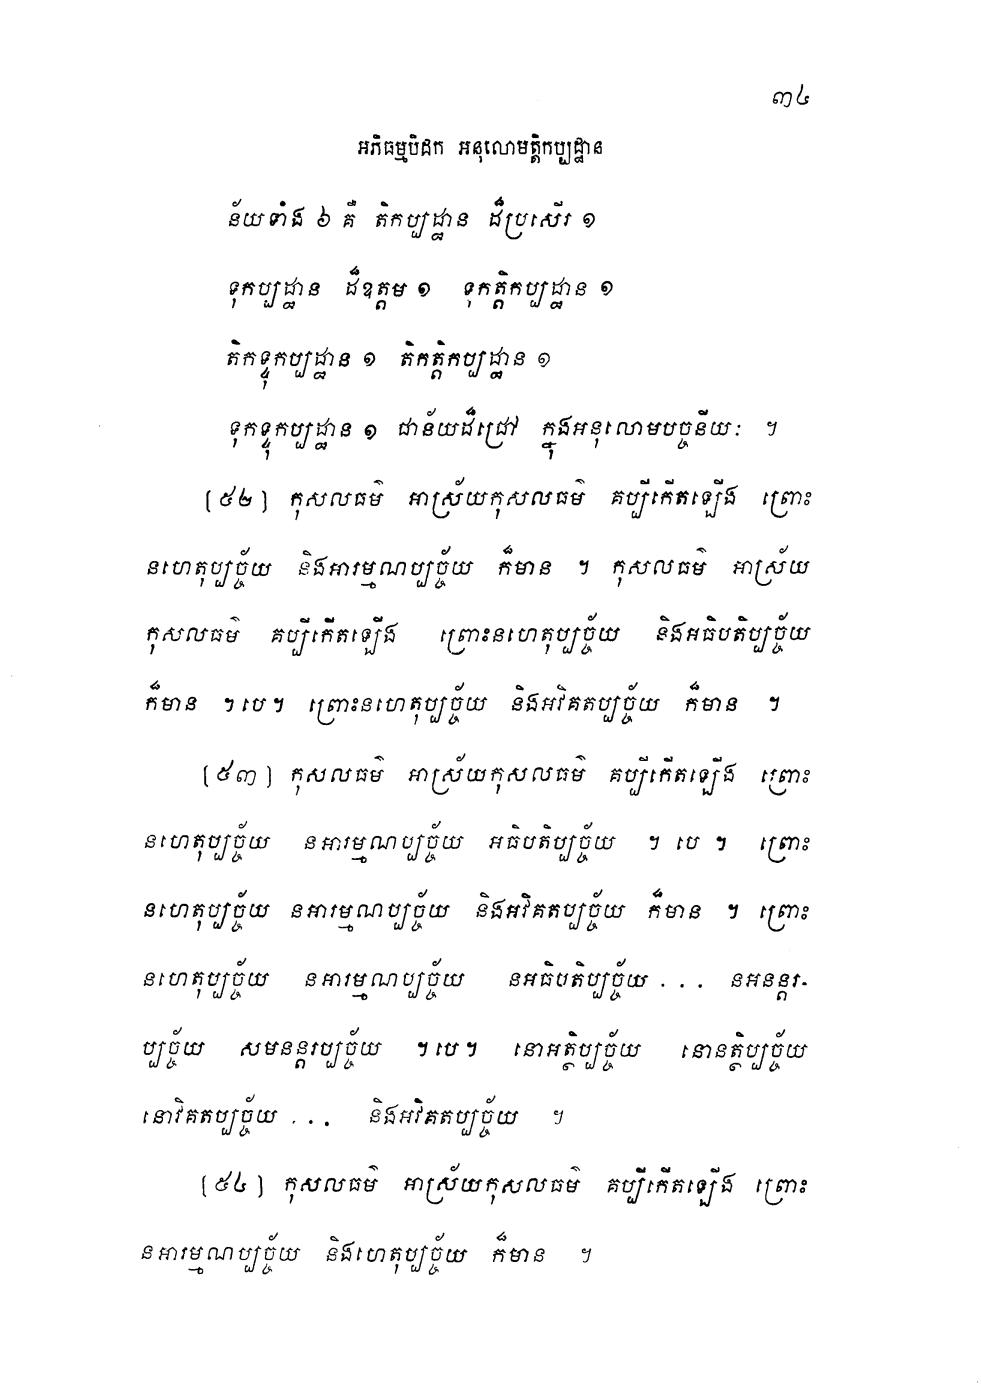 ៣៤
អភិធម្មបិដក អនុលោមត្តិកប្បដ្ឋាន
ន័យទាំង ៦ គឺ តិកប្បដ្ឋាន ដ៏ប្រសើរ ១
ទុកប្បដ្ឋាន ដ៏ឧត្តម ១ ទុកត្តិកប្បដ្ឋាន ១
តិកទ្ទុកប្បដ្ឋាន ១ តិកត្តិកប្បដ្ឋាន ១
ទុកទ្ទុកប្បដ្ឋាន ១ ជាន័យដ៏ជ្រៅ ក្នុងអនុលោមបច្ចនីយៈ ។
(៥២) កុសលធម៌ អាស្រ័យកុសលធម៌ គប្បីកើតឡើង ព្រោះ
នហេតុប្បច្ច័យ និងអារម្មណប្បច្ច័យ ក៏មាន ។ កុសលធម៌ អាស្រ័យ
កុសលធម៌ គប្បីកើតឡើង ព្រោះនហេតុប្បច្ច័យ និងអធិបតិប្បច្ច័យ
ក៏មាន ។ បេ ។ ព្រោះនហេតុប្បច្ច័យ និងអវិគតប្បច្ច័យ ក៏មាន ។
(៥៣) កុសលធម៌ អាស្រ័យកុសលធម៌ គប្បីកើតឡើង ព្រោះ
នហេតុប្បច្ច័យ នអារម្មណប្បច្ច័យ អធិបតិប្បច្ច័យ ។ បេ ។ ព្រោះ
នហេតុប្បច្ច័យ នអារម្មណប្បច្ច័យ និងអវិគតប្បច្ច័យ ក៏មាន ។ ព្រោះ
នហេតុប្បច្ច័យ នអារម្មណប្បច្ច័យ នអធិបតិប្បច្ច័យ . . . នអនន្តរ-
ប្បច្ច័យ សមនន្តរប្បច្ច័យ ។ បេ ។ នោអត្ថិប្បច្ច័យ នោនត្ថិប្បច្ច័យ
នោវិគតប្បច្ច័យ . . . និងអវិគតប្បច្ច័យ ។
(៥៤) កុសលធម៌ អាស្រ័យកុសលធម៌ គប្បីកើតឡើង ព្រោះ
នអារម្មណប្បច្ច័យ និងហេតុប្បច្ច័យ ក៏មាន ។